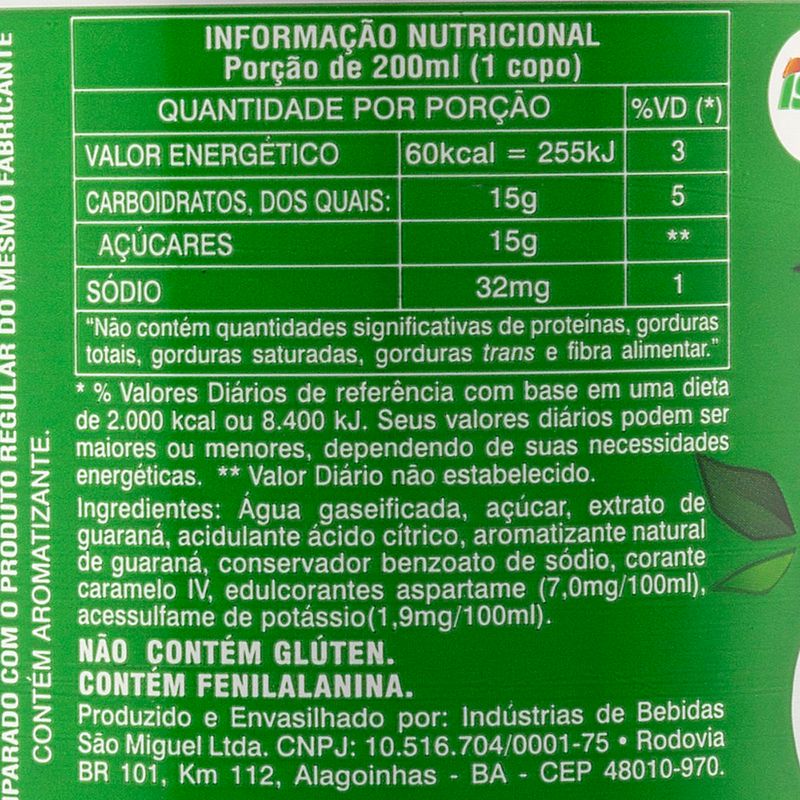 INFORMAÇÃO NUTRICIONAL
Porção de 200ml (1 copo)
QUANTIDADE POR PORÇÃO %VD (*)
VALOR ENERGÉTICO 60kcal = 255kJ 3
CARBOIDRATOS, DOS QUAIS: 15g 5
AÇÚCARES 15g **
SÓDIO 32mg 1
"Não contém quantidades significativas de proteínas, gorduras
totais, gorduras saturadas, gorduras trans e fibra alimentar."
* % Valores Diários de referência com base em uma dieta
de 2.000 kcal ou 8.400 kJ. Seus valores diários podem ser
maiores ou menores, dependendo de suas necessidades
energéticas. ** Valor Diário não estabelecido.
Ingredientes: Água gaseificada, açúcar, extrato de
guaraná, acidulante ácido cítrico, aromatizante natural
de guaraná, conservador benzoato de sódio, corante
caramelo IV, edulcorantes aspartame (7,0mg/100ml),
acessulfame de potássio(1,9mg/100ml).
NÃO CONTÉM GLÚTEN.
CONTÉM FENILALANINA.
Produzido e Envasilhado por: Indústrias de Bebidas
São Miguel Ltda. CNPJ: 10.516.704/0001-75 • Rodovia
BR 101, Km 112, Alagoinhas - BA - CEP 48010-970.
PARADO COM O PRODUTO REGULAR DO MESMO FABRICANTE
CONTÉM AROMATIZANTE.